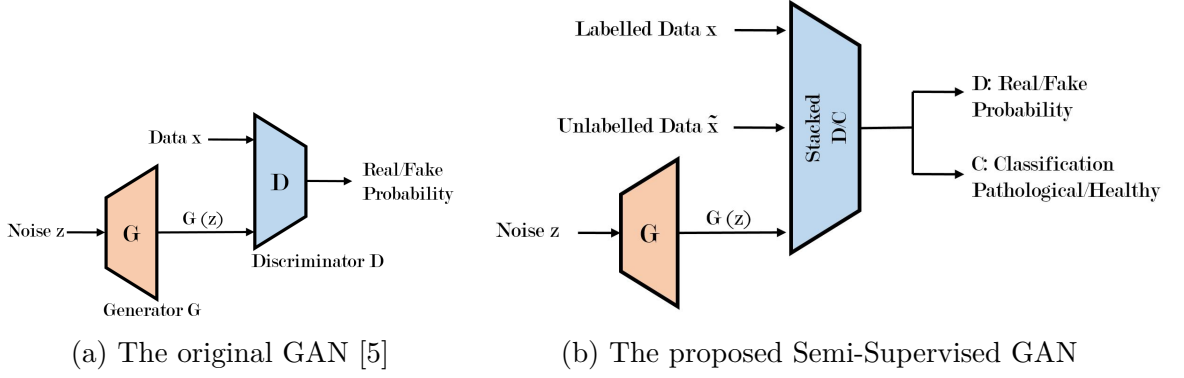 Data x
Noise z
G
G (z)
D
Real/Fake
Probability
Discriminator D
Generator G
(a) The original GAN [5]
Labelled Data x
Unlabelled Data x̃
Noise z
G
G (z)
Stacked
D/C
D: Real/Fake
Probability
C: Classification
Pathological/Healthy
(b) The proposed Semi-Supervised GAN